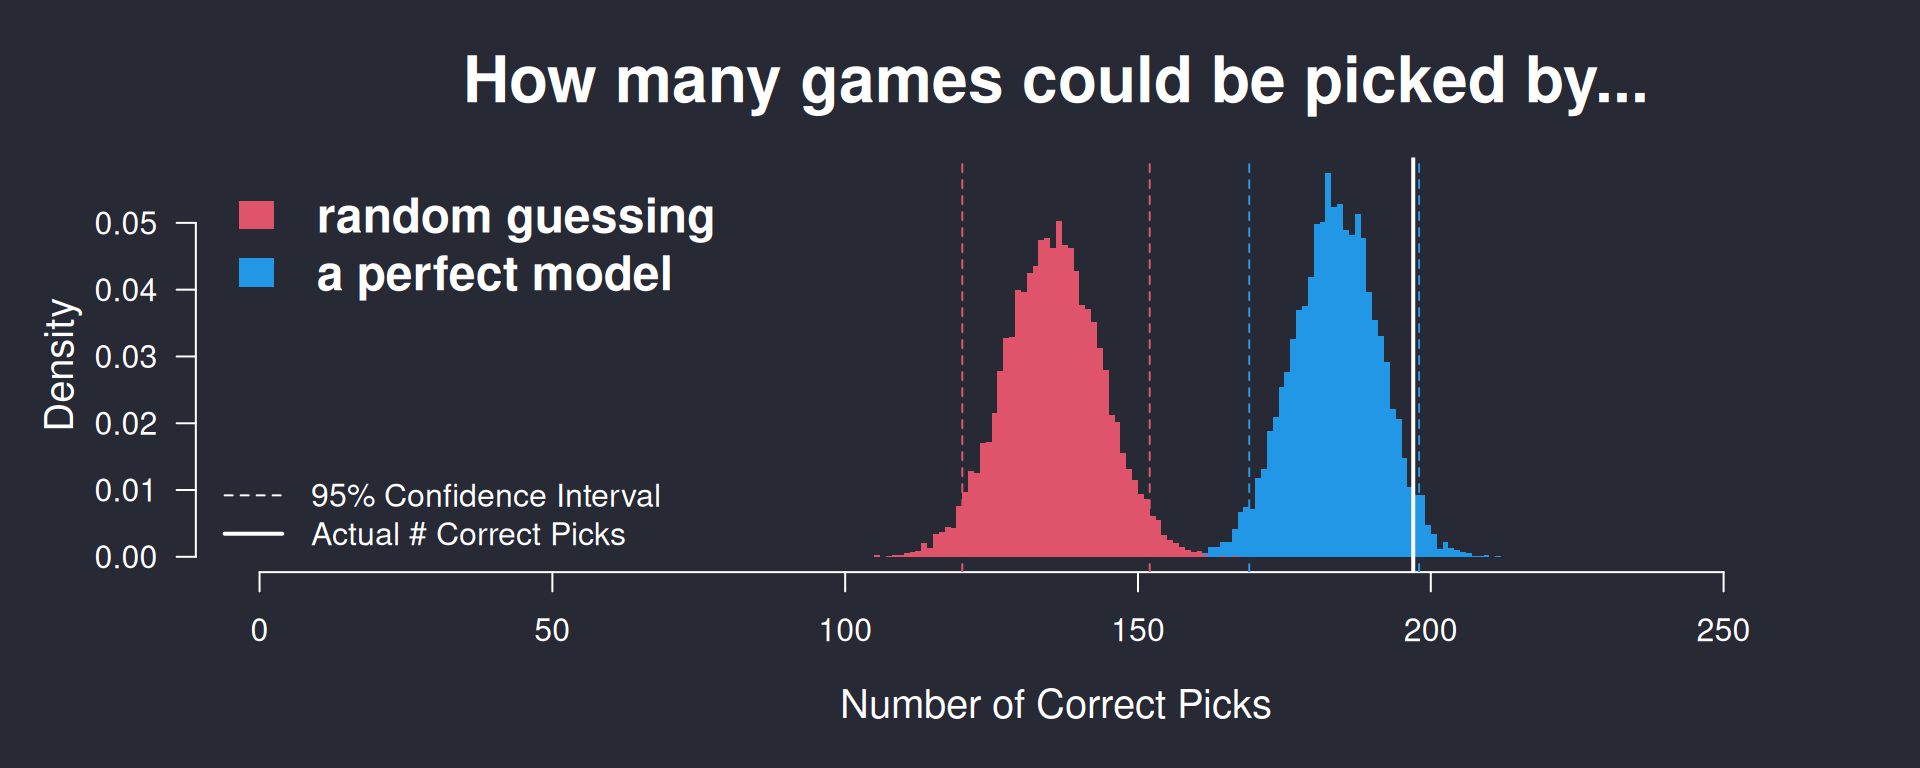 How many games could be picked by...
random guessing
a perfect model
95% Confidence Interval
Actual # Correct Picks
Density
0.05
0.04
0.03
0.02
0.01
0.00
0 50 100 150 200 250
Number of Correct Picks